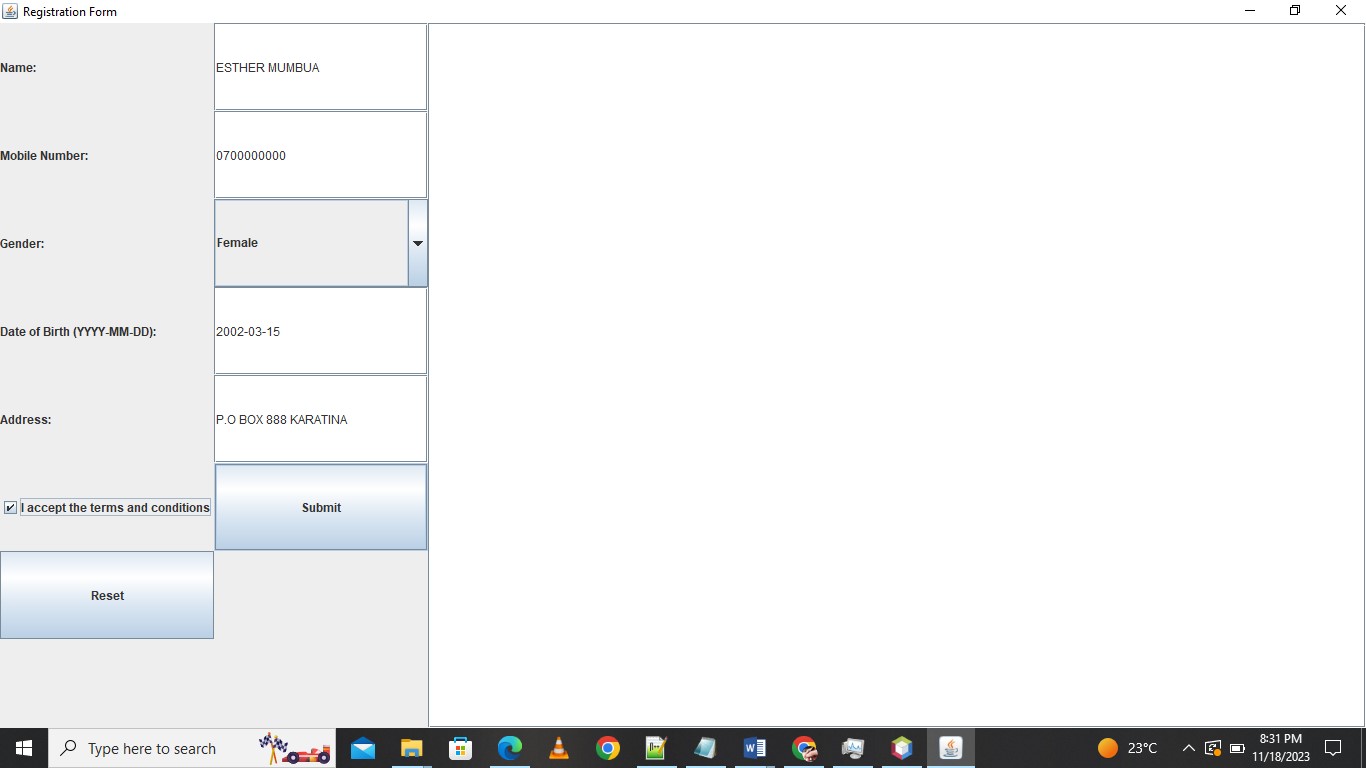 Registration Form
Name: ESTHER MUMBUA
Mobile Number: 0700000000
Gender: Female
Date of Birth (YYYY-MM-DD): 2002-03-15
Address: P.O BOX 888 KARATINA
I accept the terms and conditions Submit
Reset
Type here to search
23°C
8:31 PM
11/18/2023